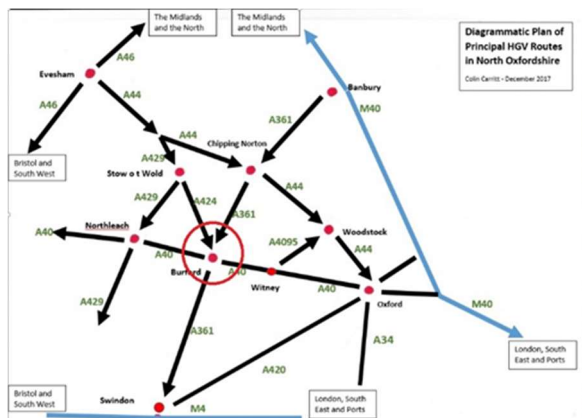 The Midlands
and the North
The Midlands
and the North
Diagrammatic Plan of
Principal HGV Routes
in North Oxfordshire
Colin Carritt - December 2017
A46
Evesham
A46
A44
Banbury
M40
A361
A44
Chipping Norton
Bristol and
South West
A429
Stow o t Wold
A44
A429
A424
A361
Northleach
A40
A4095
Woodstock
A44
A40
Burford
A40
Witney
A40
Oxford
A429
M40
A361
A34
London, South
East and Ports
A420
Bristol and
South West
Swindon
M4
London, South
East and Ports